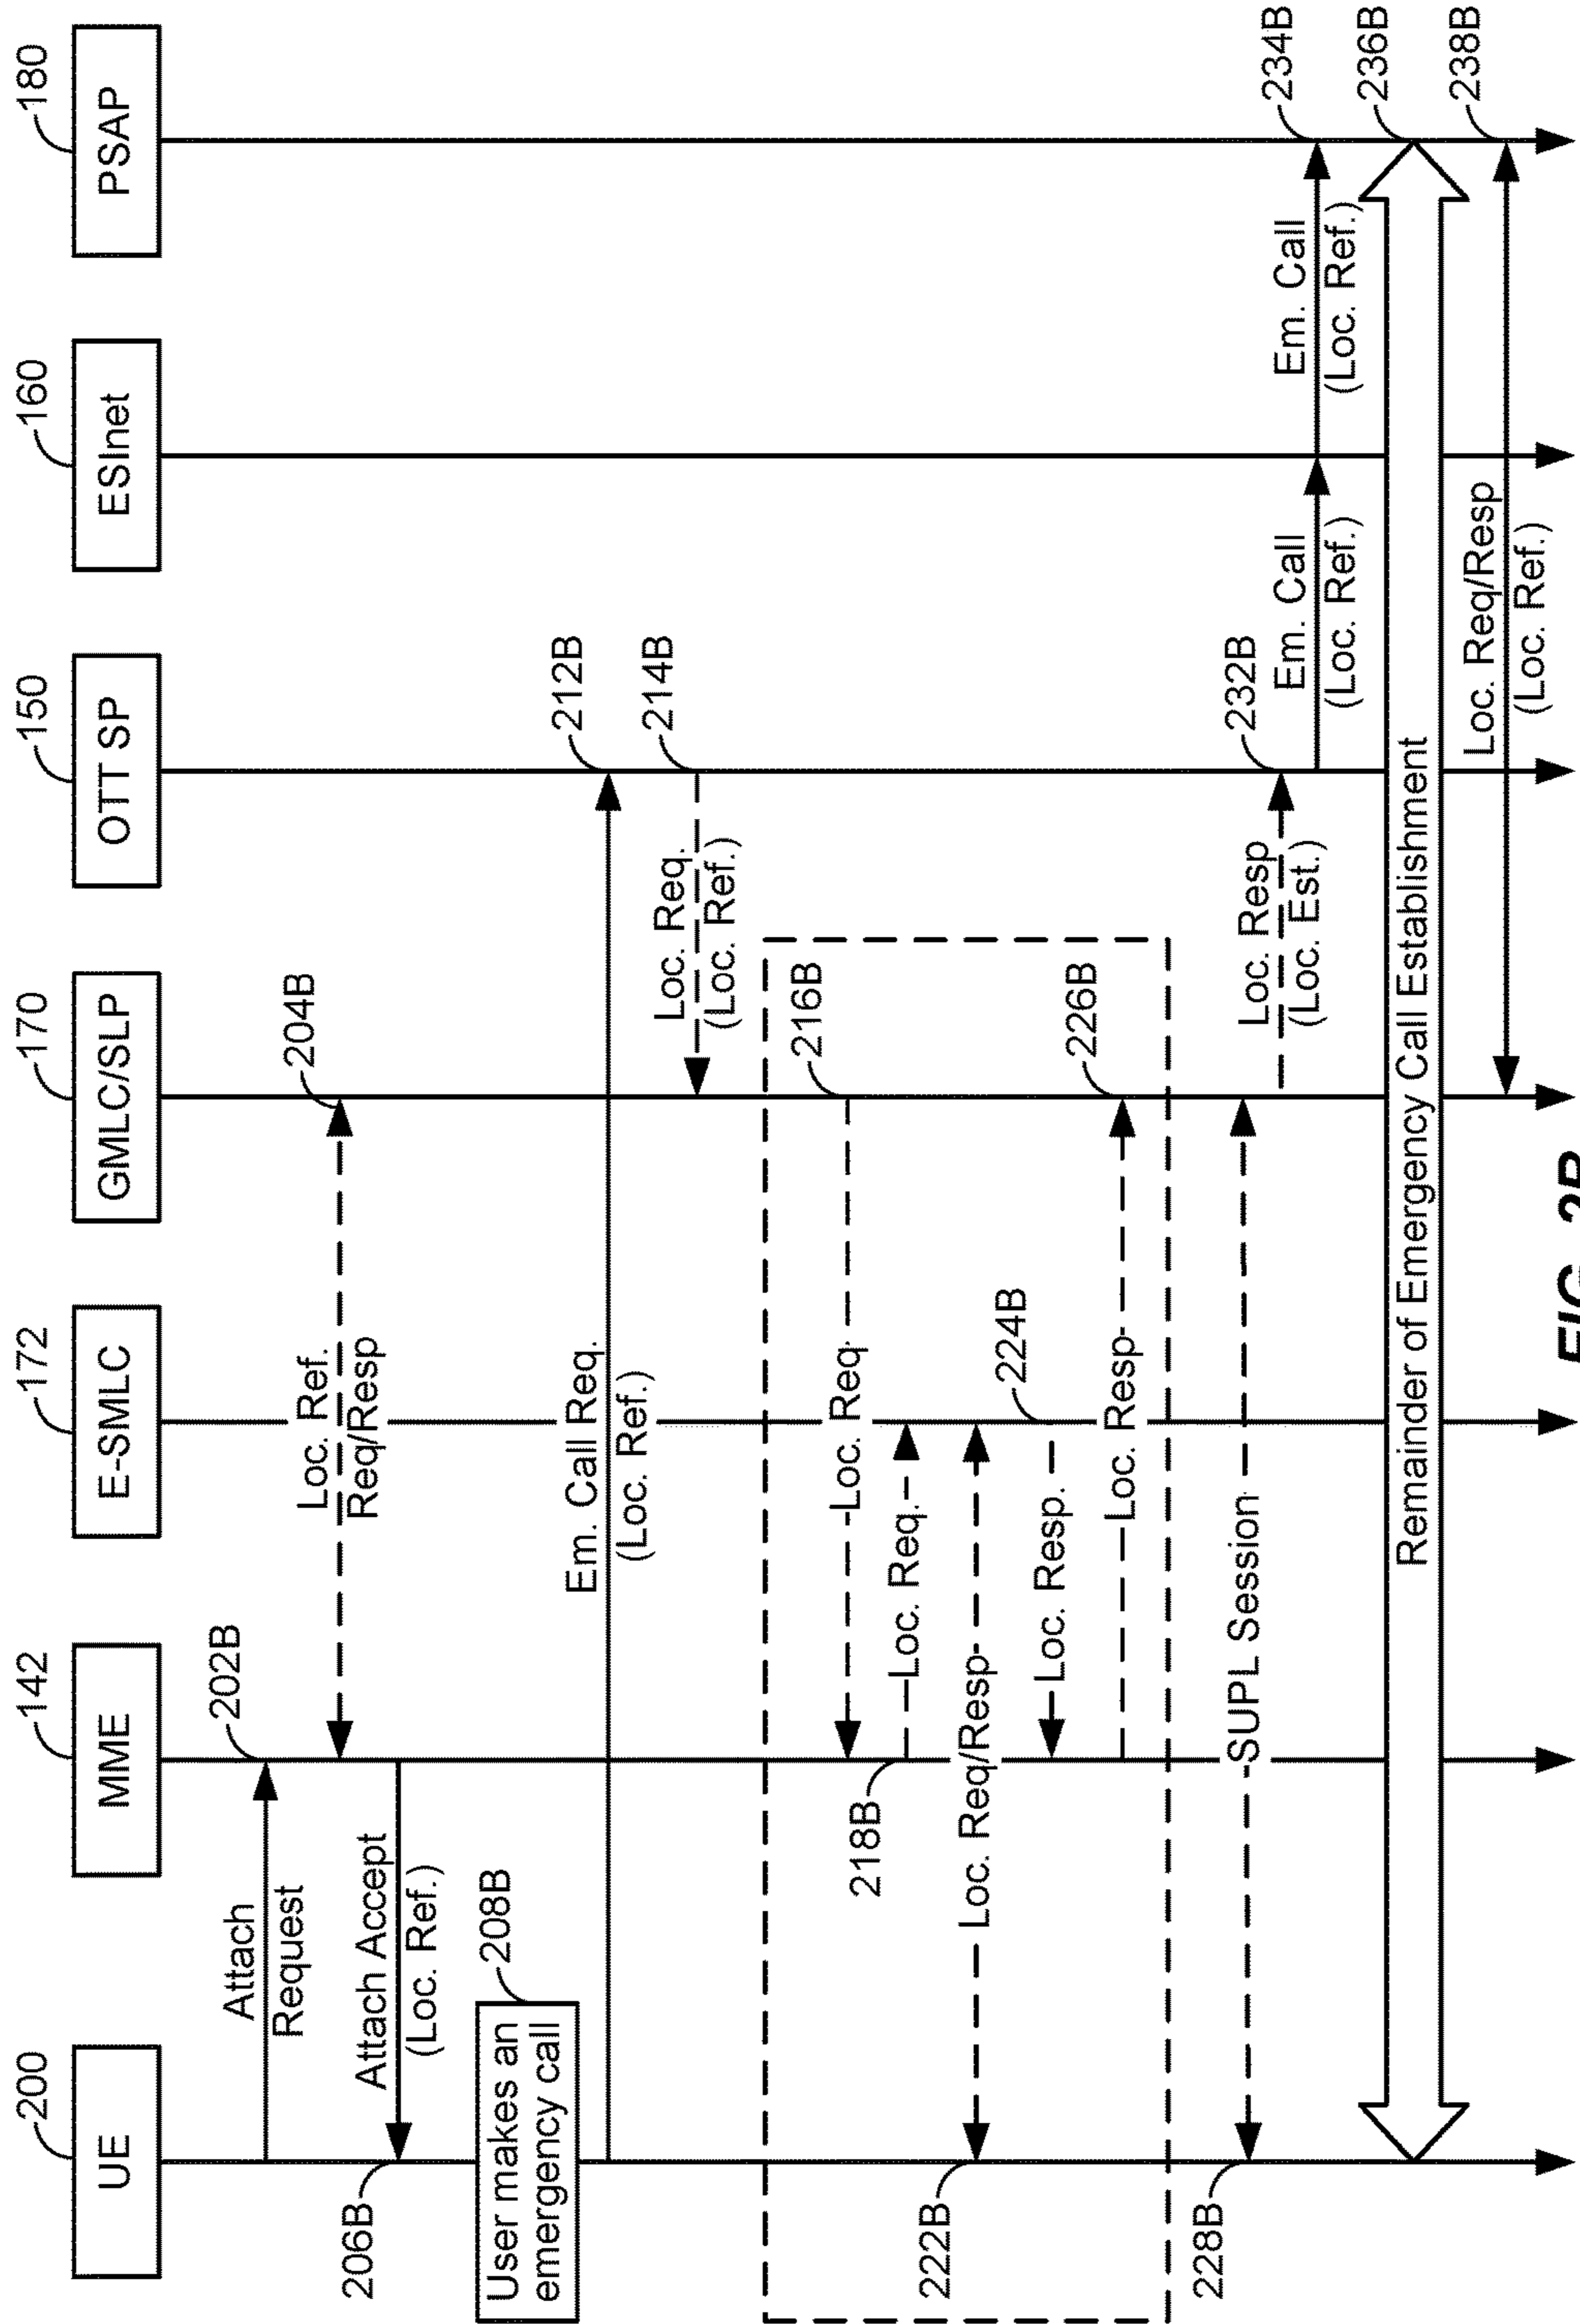 200
142
172
170
150
160
180
UE
MME
E-SMLC
GMLC/SLP
OTT SP
ESInet
PSAP
Attach
Request
202B
Loc. Ref.
Req/Resp
204B
Attach Accept
(Loc. Ref.)
206B
User makes an
emergency call
208B
Em. Call Req.
(Loc. Ref.)
212B
Loc. Req.
(Loc. Ref.)
214B
Loc. Req
216B
Loc. Req.
218B
Loc. Req/Resp
222B
Loc. Resp.
224B
Loc. Resp
226B
SUPL Session
228B
Loc. Resp
(Loc. Est.)
232B
Em. Call
(Loc. Ref.)
Em. Call
(Loc. Ref.)
234B
Remainder of Emergency Call Establishment
236B
Loc. Req/Resp
(Loc. Ref.)
238B
FIG. 2B